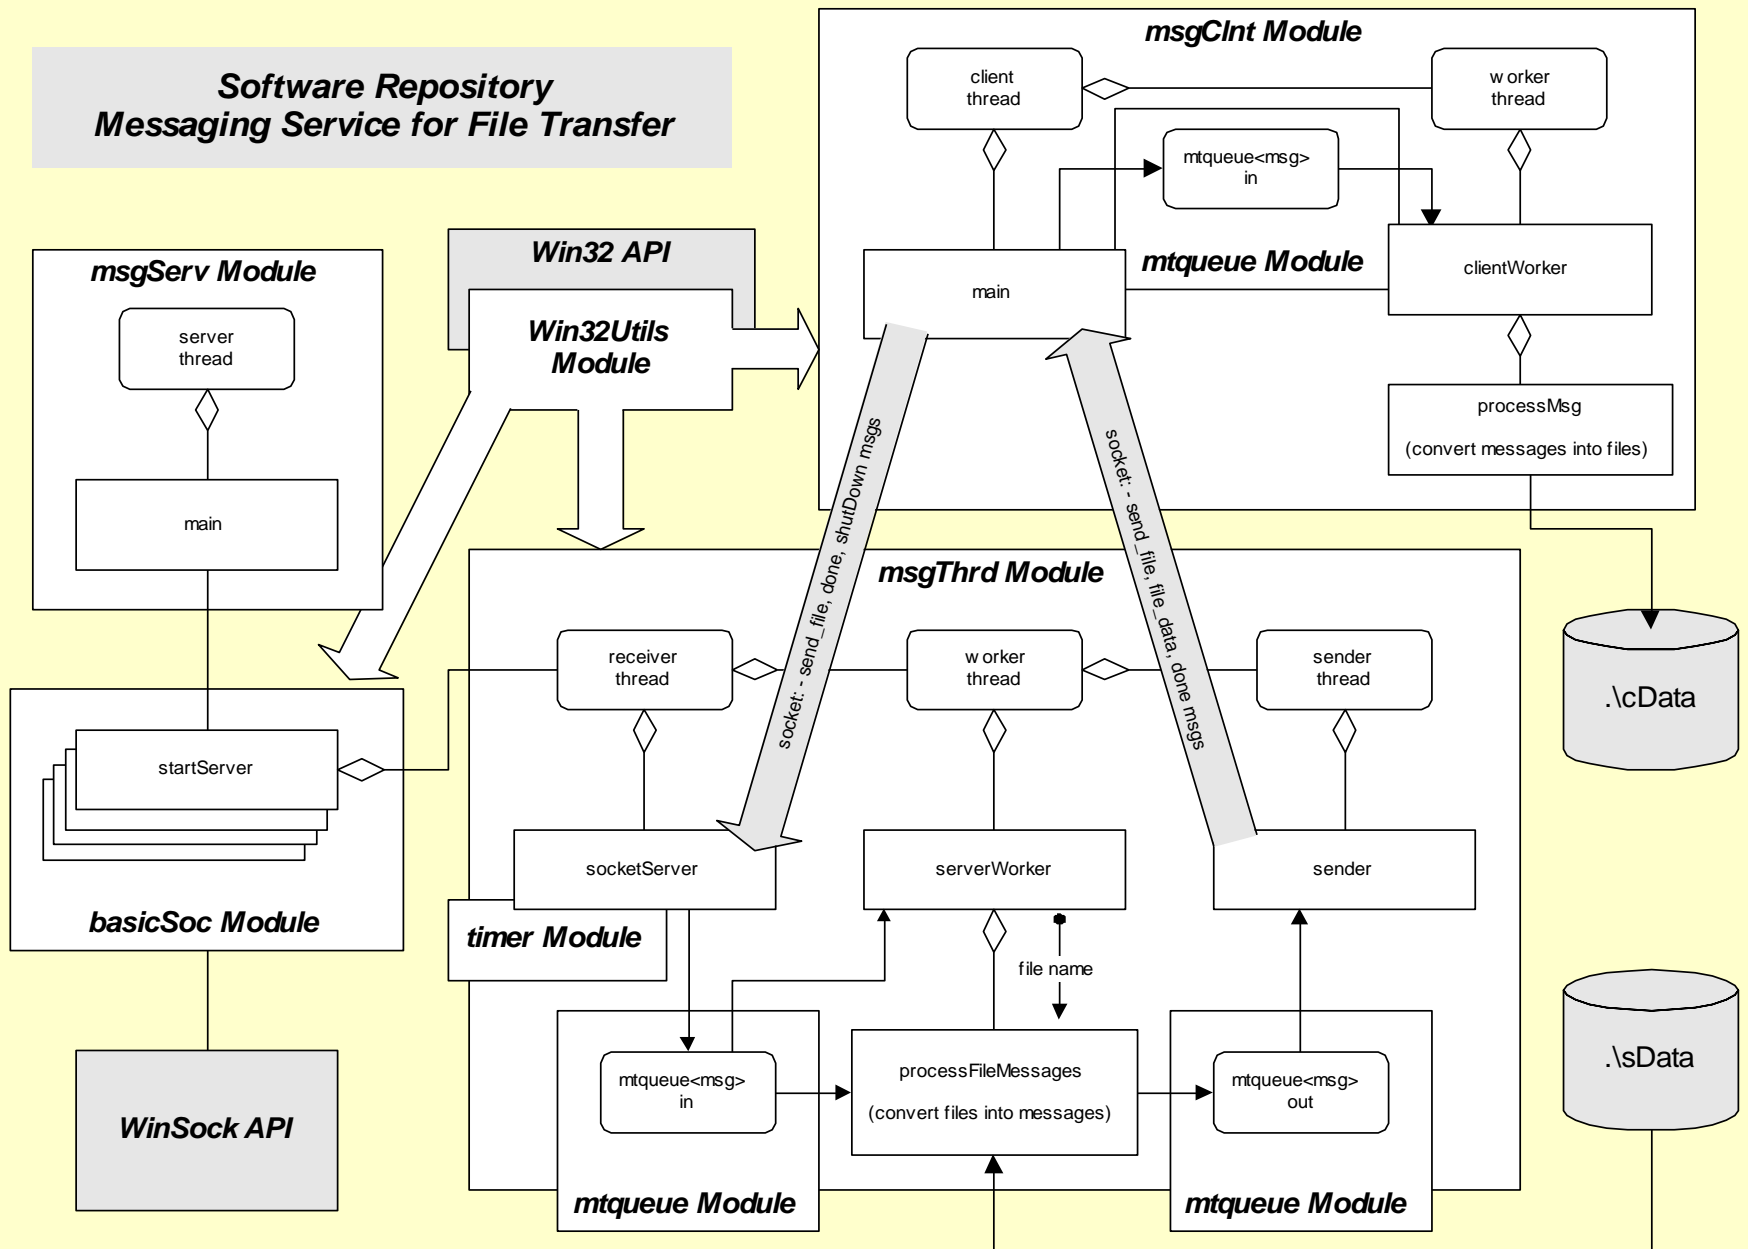 Software Repository
Messaging Service for File Transfer
msgClnt Module
client
thread
worker
thread
mtqueue<msg>
in
mtqueue Module
main
clientWorker
processMsg
(convert messages into files)
Win32 API
Win32Utils
Module
msgServ Module
server
thread
main
socket: - send_file, done, shutDown msgs
socket: - send_file, file_data, done msgs
msgThrd Module
receiver
thread
worker
thread
sender
thread
.\cData
startServer
basicSoc Module
socketServer
serverWorker
sender
timer Module
file name
mtqueue<msg>
in
processFileMessages
(convert files into messages)
mtqueue<msg>
out
mtqueue Module
mtqueue Module
.\sData
WinSock API